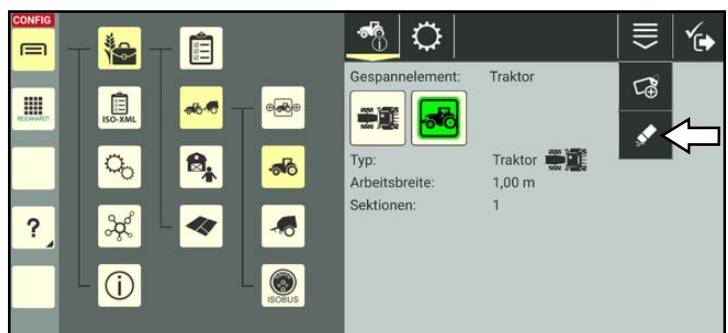 CONFIG
REICHHARDT
ISO-XML
?
ISOBUS
Gespannelement: Traktor
Typ: Traktor
Arbeitsbreite: 1,00 m
Sektionen: 1